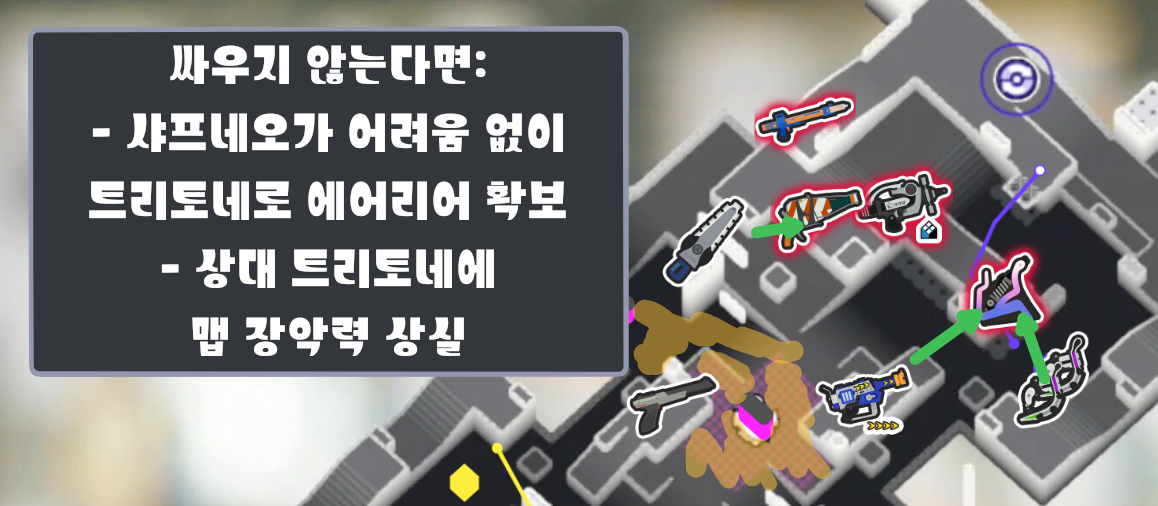 싸우지 않는다면:
- 샤프네오가 어려움 없이
트리토네로 에어리어 확보
- 상대 트리토네에
맵 장악력 상실